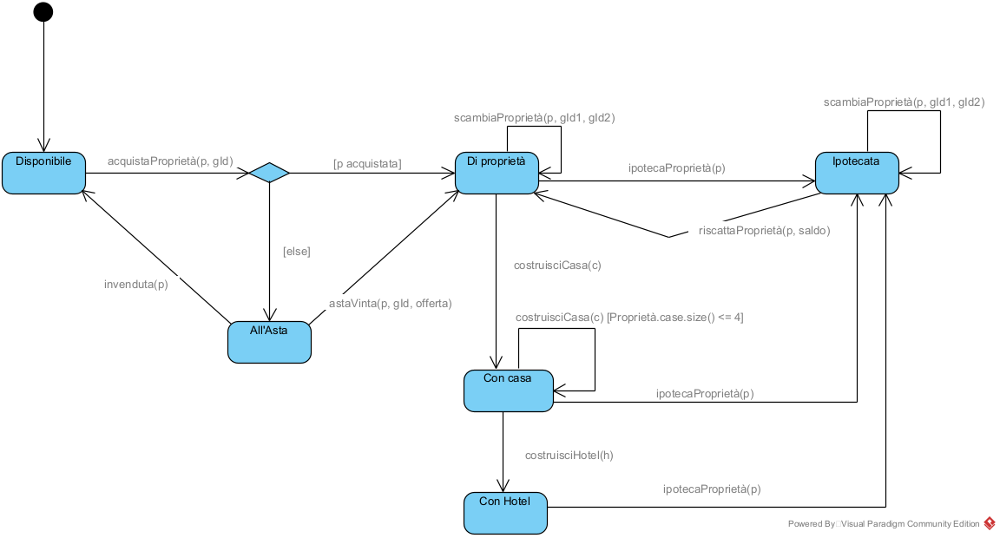 scambiaProprietà(p, gId1, gId2)
scambiaProprietà(p, gId1, gId2)
Disponibile
acquistaProprietà(p, gId)
[p acquistata]
Di proprietà
ipotecaProprietà(p)
Ipotecata
riscattaProprietà(p, saldo)
[else]
costruisciCasa(c)
invenduta(p)
astaVinta(p, gId, offerta)
costruisciCasa(c) [Proprietà.case.size() <= 4]
All'Asta
Con casa
ipotecaProprietà(p)
costruisciHotel(h)
ipotecaProprietà(p)
Con Hotel
Powered By Visual Paradigm Community Edition